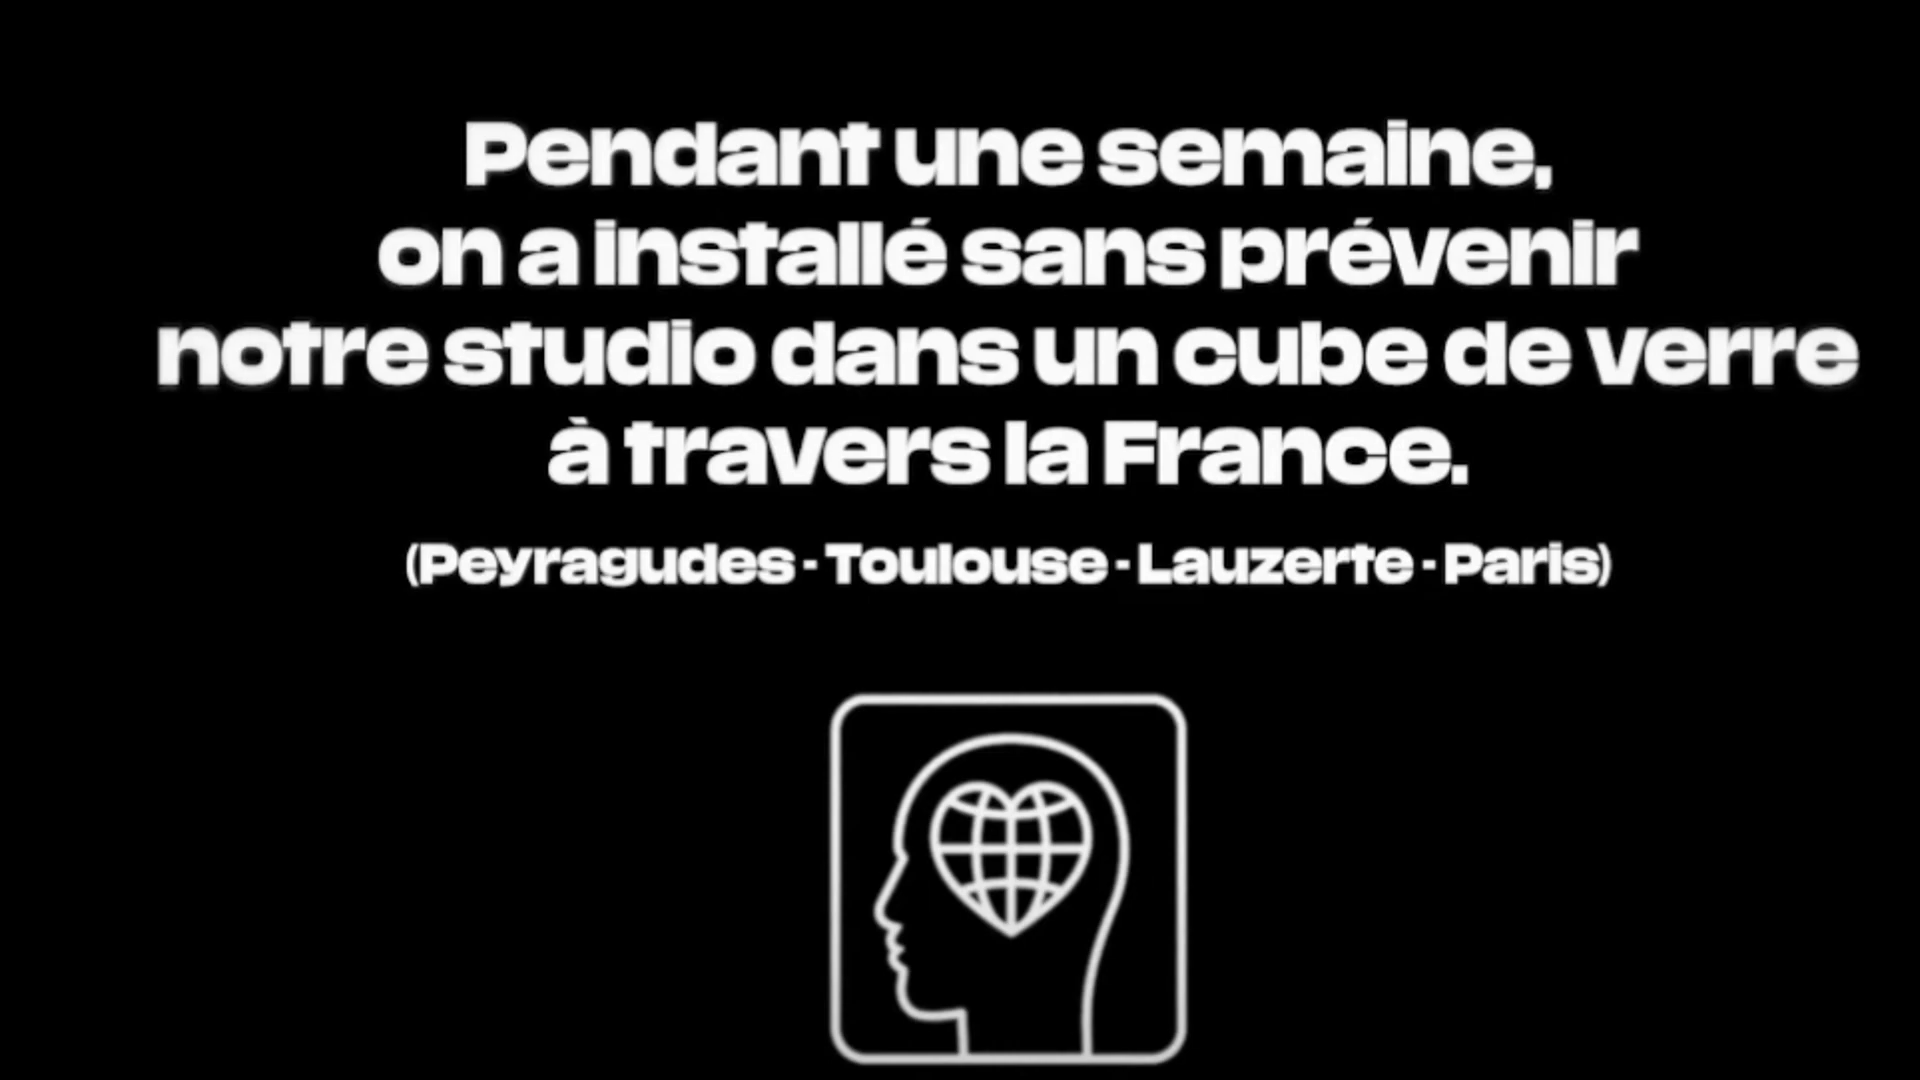 Pendant une semaine,
on a installé sans prévenir
notre studio dans un cube de verre
à travers la France.
(Peyragudes - Toulouse - Lauzerte - Paris)